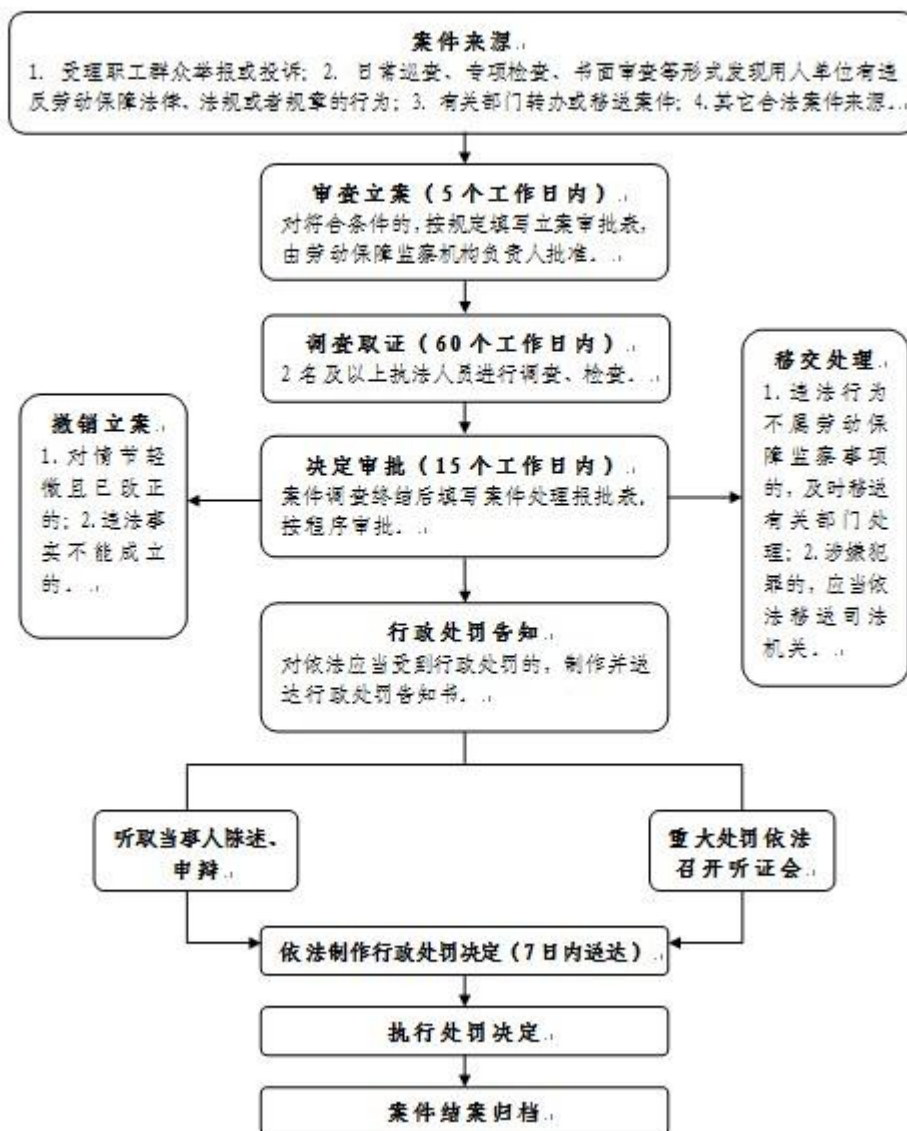 案件来源
1. 受理职工群众举报或投诉；2. 日常巡查、专项检查、书面审查等形式发现用人单位有违
反劳动保障法律、法规或者规章的行为；3. 有关部门转办或移送案件；4.其它合法案件来源。
审查立案（5个工作日内）
对符合条件的，按规定填写立案审批表，
由劳动保障监察机构负责人批准。
调查取证（60个工作日内）
2名及以上执法人员进行调查、检查。
移交处理
1. 违法行为
不属劳动保
障监察事项
的，及时移送
有关部门处
理；2.涉嫌犯
罪的，应当依
法移送司法
机关。
撤销立案
1. 对情节轻
微且已改正
的；2.违法事
实不能成立
的。
决定审批（15个工作日内）
案件调查终结后填写案件处理报批表，
按程序审批。
行政处罚告知
对依法应当受到行政处罚的，制作并送
达行政处罚告知书。
听取当事人陈述、
申辩
重大处罚依法
召开听证会
依法制作行政处罚决定（7日内送达）
执行处罚决定
案件结案归档